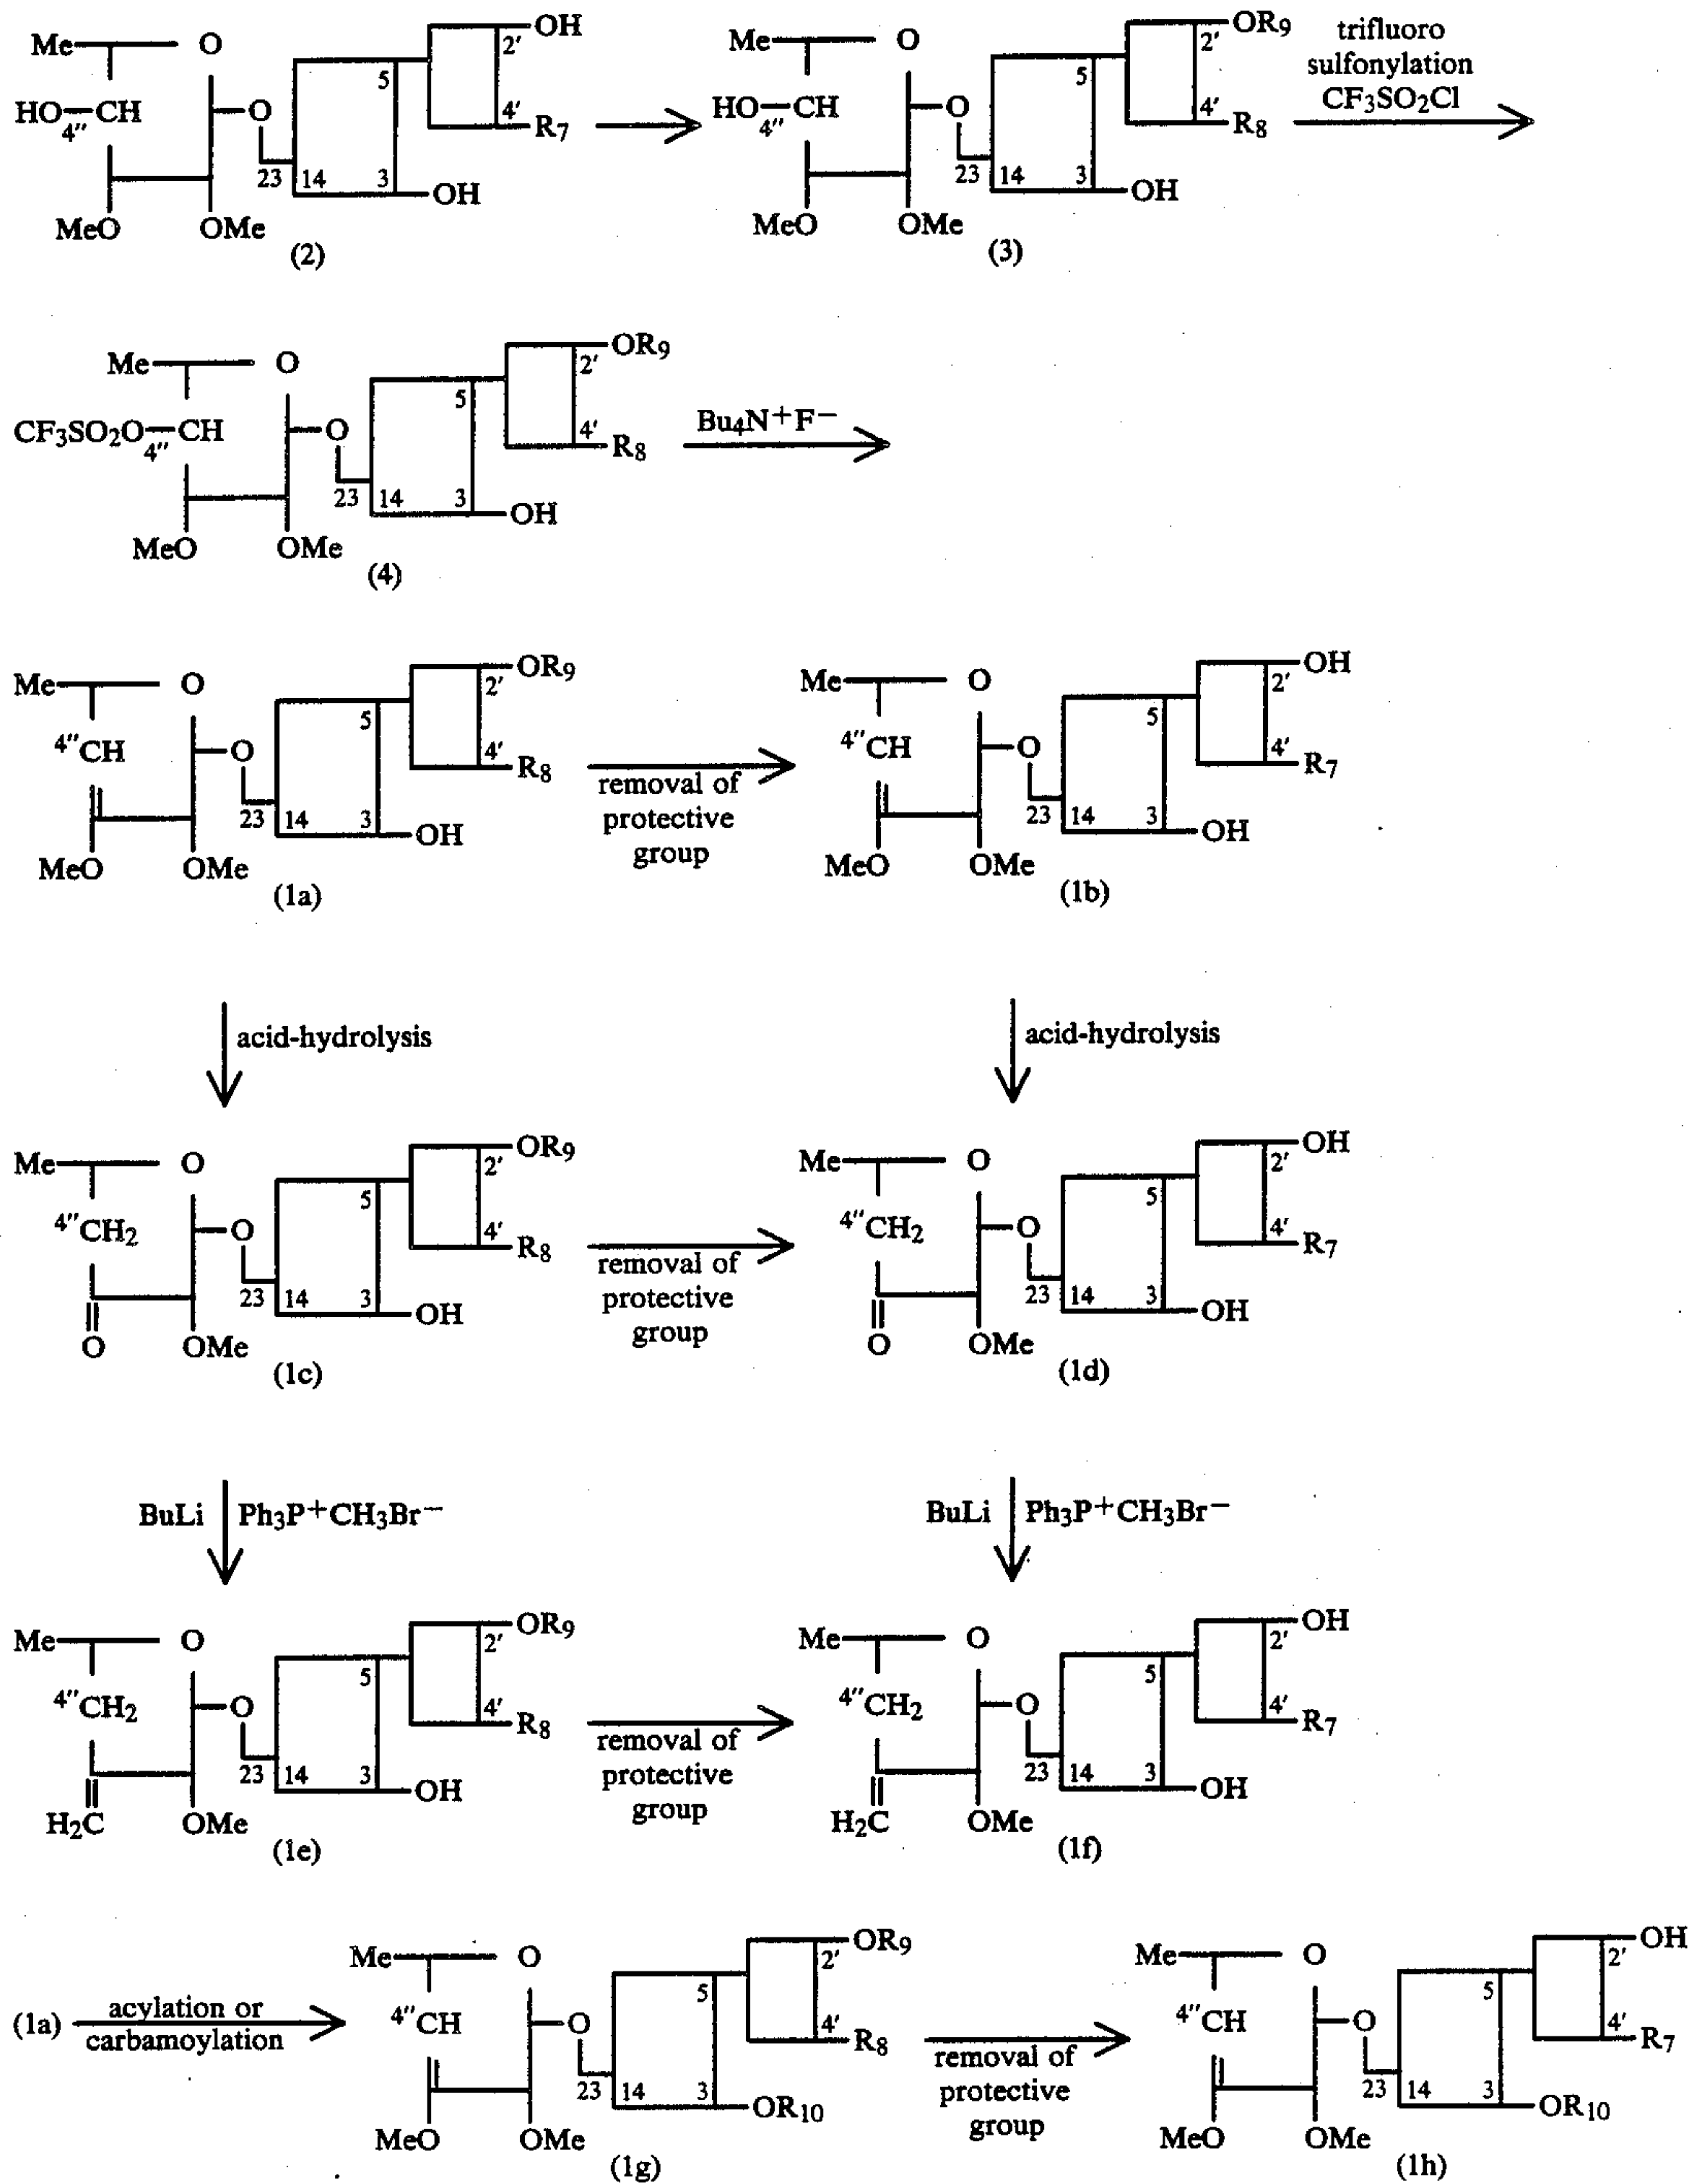 Me O OH
2'
5
HO—CH O 4' R7
4''
23 14 3 OH
MeO OMe
(2)
Me O OR9
2'
5
HO—CH O 4' R8
4''
23 14 3 OH
MeO OMe
(3)
trifluoro
sulfonylation
CF3SO2Cl
Me O OR9
2'
5
CF3SO2O—CH O 4' R8
4''
23 14 3 OH
MeO OMe
(4)
Bu4N+F−
Me O OR9
2'
5
4''CH O 4' R8
23 14 3 OH
MeO OMe
(1a)
removal of
protective
group
Me O OH
2'
5
4''CH O 4' R7
23 14 3 OH
MeO OMe
(1b)
acid-hydrolysis
acid-hydrolysis
Me O OR9
2'
5
4''CH2 O 4' R8
23 14 3 OH
O OMe
(1c)
removal of
protective
group
Me O OH
2'
5
4''CH2 O 4' R7
23 14 3 OH
O OMe
(1d)
BuLi Ph3P+CH3Br−
BuLi Ph3P+CH3Br−
Me O OR9
2'
5
4''CH2 O 4' R8
23 14 3 OH
H2C OMe
(1e)
removal of
protective
group
Me O OH
2'
5
4''CH2 O 4' R7
23 14 3 OH
H2C OMe
(1f)
(1a)
acylation or
carbamoylation
Me O OR9
2'
5
4''CH O 4' R8
23 14 3 OR10
MeO OMe
(1g)
removal of
protective
group
Me O OH
2'
5
4''CH O 4' R7
23 14 3 OR10
MeO OMe
(1h)